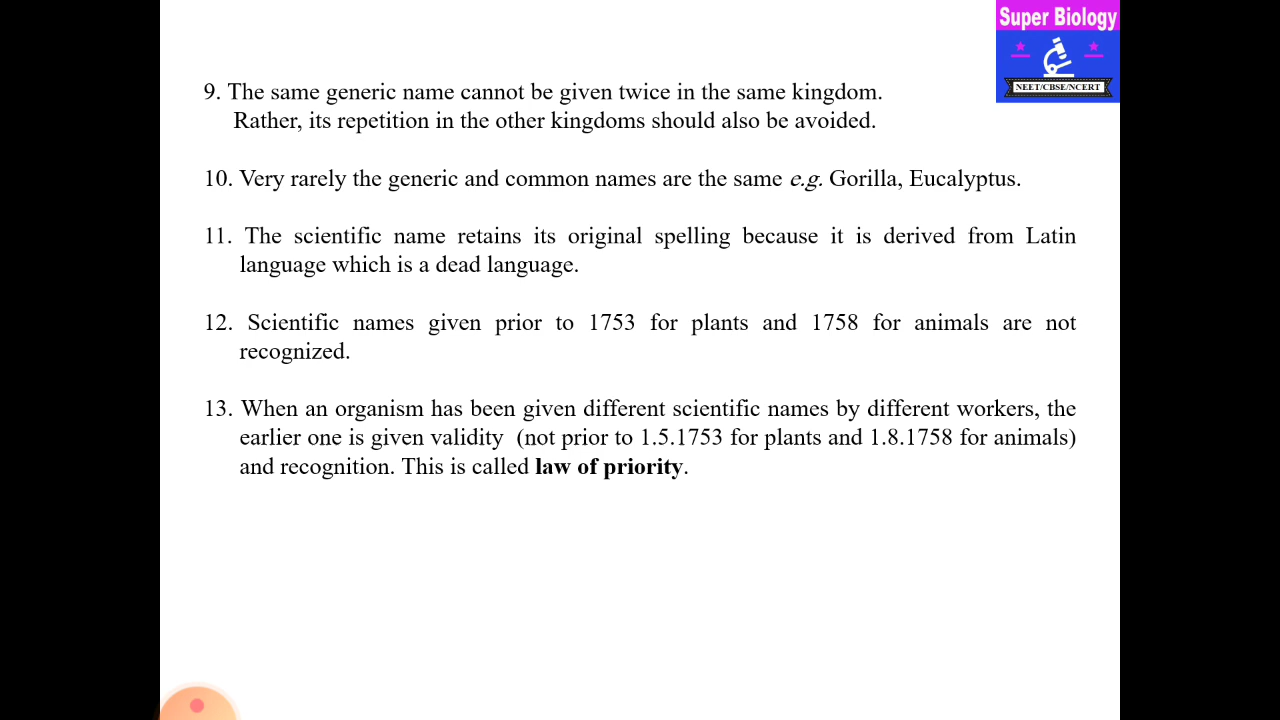 Super Biology
NEET/CBSE/NCERT
9. The same generic name cannot be given twice in the same kingdom.
Rather, its repetition in the other kingdoms should also be avoided.
10. Very rarely the generic and common names are the same e.g. Gorilla, Eucalyptus.
11. The scientific name retains its original spelling because it is derived from Latin
language which is a dead language.
12. Scientific names given prior to 1753 for plants and 1758 for animals are not
recognized.
13. When an organism has been given different scientific names by different workers, the
earlier one is given validity (not prior to 1.5.1753 for plants and 1.8.1758 for animals)
and recognition. This is called law of priority.